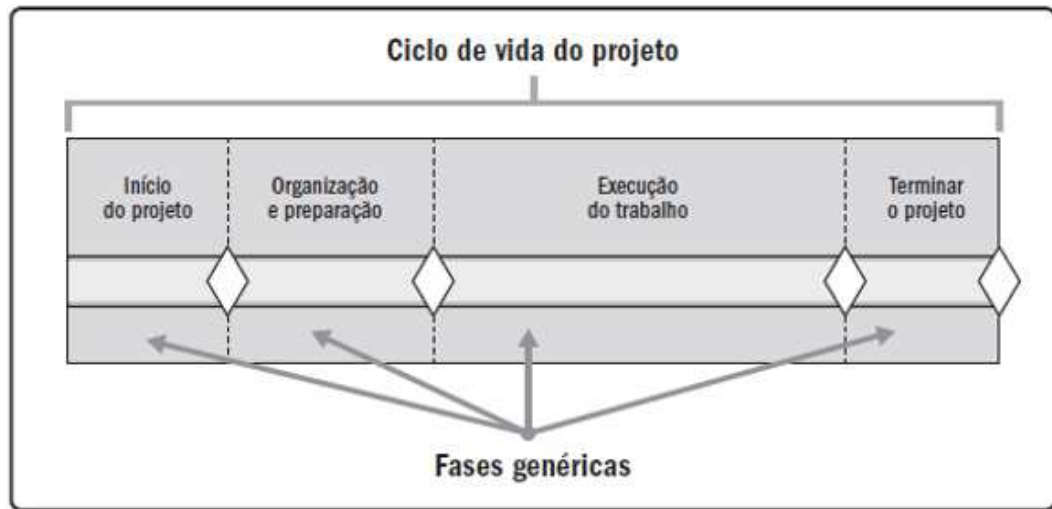 Ciclo de vida do projeto
Início
do projeto
Organização
e preparação
Execução
do trabalho
Terminar
o projeto
Fases genéricas